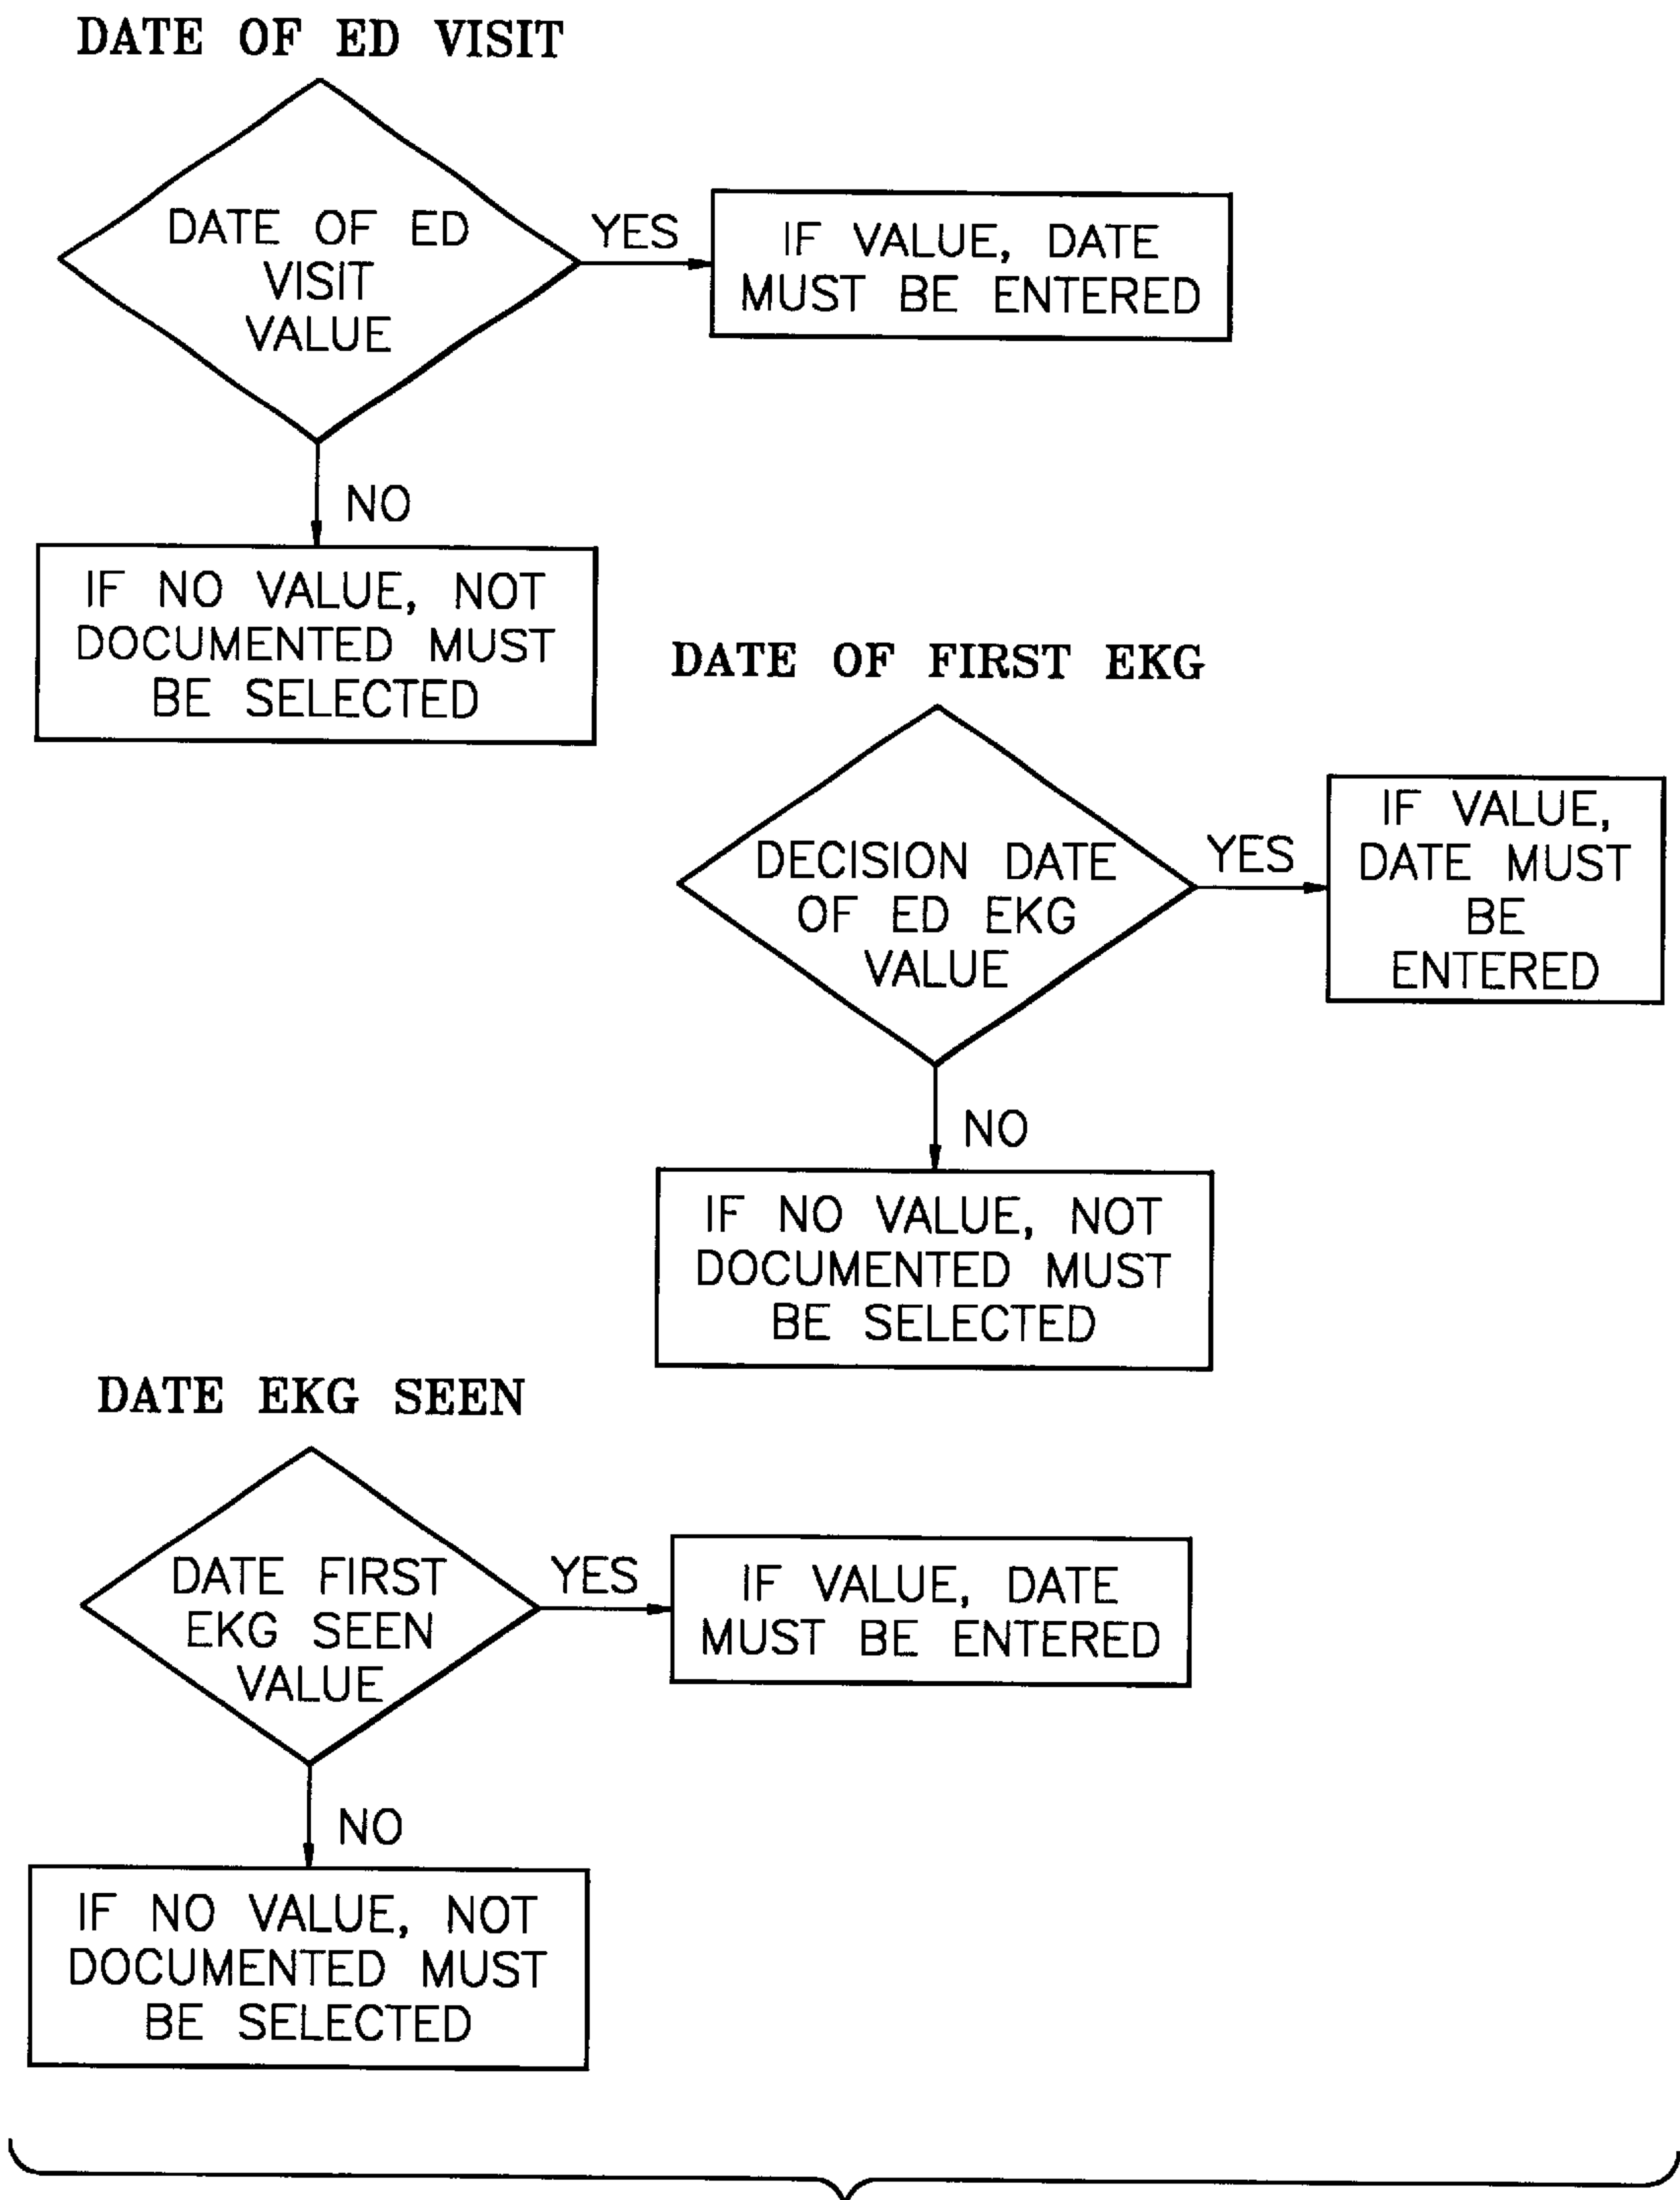 DATE OF ED VISIT
DATE OF ED
VISIT
VALUE
YES
IF VALUE, DATE
MUST BE ENTERED
NO
IF NO VALUE, NOT
DOCUMENTED MUST
BE SELECTED
DATE OF FIRST EKG
DECISION DATE
OF ED EKG
VALUE
YES
IF VALUE,
DATE MUST
BE
ENTERED
NO
IF NO VALUE, NOT
DOCUMENTED MUST
BE SELECTED
DATE EKG SEEN
DATE FIRST
EKG SEEN
VALUE
YES
IF VALUE, DATE
MUST BE ENTERED
NO
IF NO VALUE, NOT
DOCUMENTED MUST
BE SELECTED